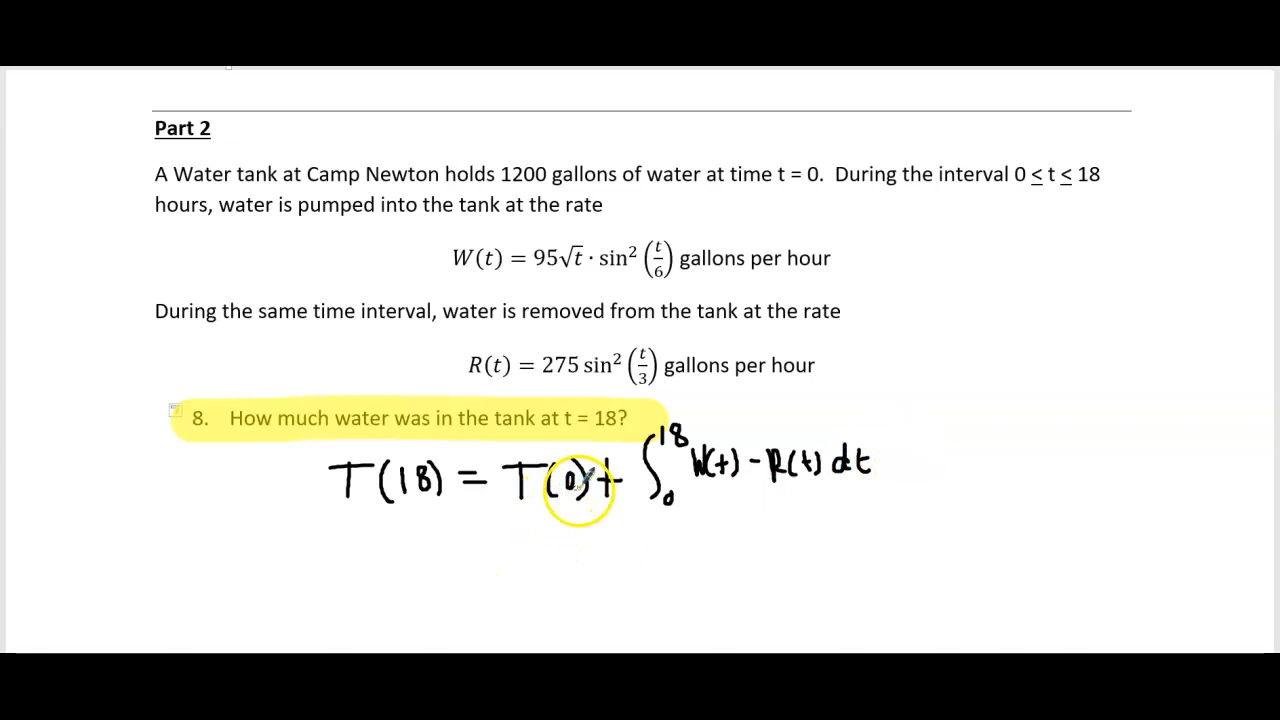 Part 2
A Water tank at Camp Newton holds 1200 gallons of water at time t = 0. During the interval 0 ≤ t ≤ 18
hours, water is pumped into the tank at the rate
W(t) = 95√t · sin² (t/6) gallons per hour
During the same time interval, water is removed from the tank at the rate
R(t) = 275 sin² (t/3) gallons per hour
8. How much water was in the tank at t = 18?
T(18) = T(0) + ∫₀¹⁸ W(t) - R(t) dt